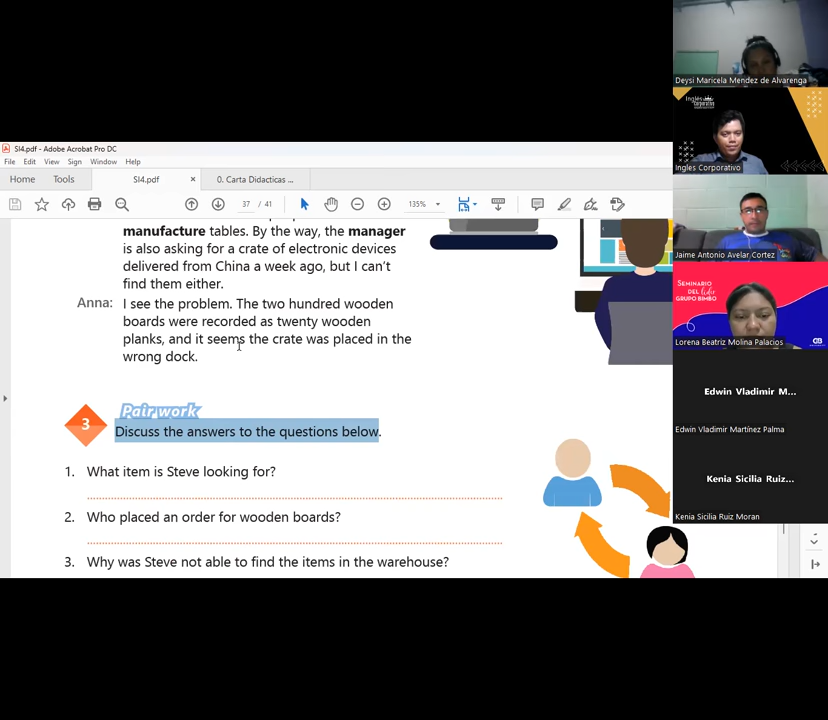 Deysi Maricela Mendez de Alvarenga
Inglés
Corporativo
Ingles Corporativo
Jaime Antonio Avelar Cortez
SEMINARIO
DEL líder
GRUPO BIMBO
Lorena Beatriz Molina Palacios
Edwin Vladimir M...
Edwin Vladimir Martínez Palma
Kenia Sicilia Ruiz...
Kenia Sicilia Ruiz Moran
SI4.pdf - Adobe Acrobat Pro DC
File Edit View Sign Window Help
Home Tools SI4.pdf × 0. Carta Didacticas ...
37 / 41 135%
manufacture tables. By the way, the manager
is also asking for a crate of electronic devices
delivered from China a week ago, but I can't
find them either.
Anna: I see the problem. The two hundred wooden
boards were recorded as twenty wooden
planks, and it seems the crate was placed in the
wrong dock.
3 Pair work
Discuss the answers to the questions below.
1. What item is Steve looking for?
2. Who placed an order for wooden boards?
3. Why was Steve not able to find the items in the warehouse?